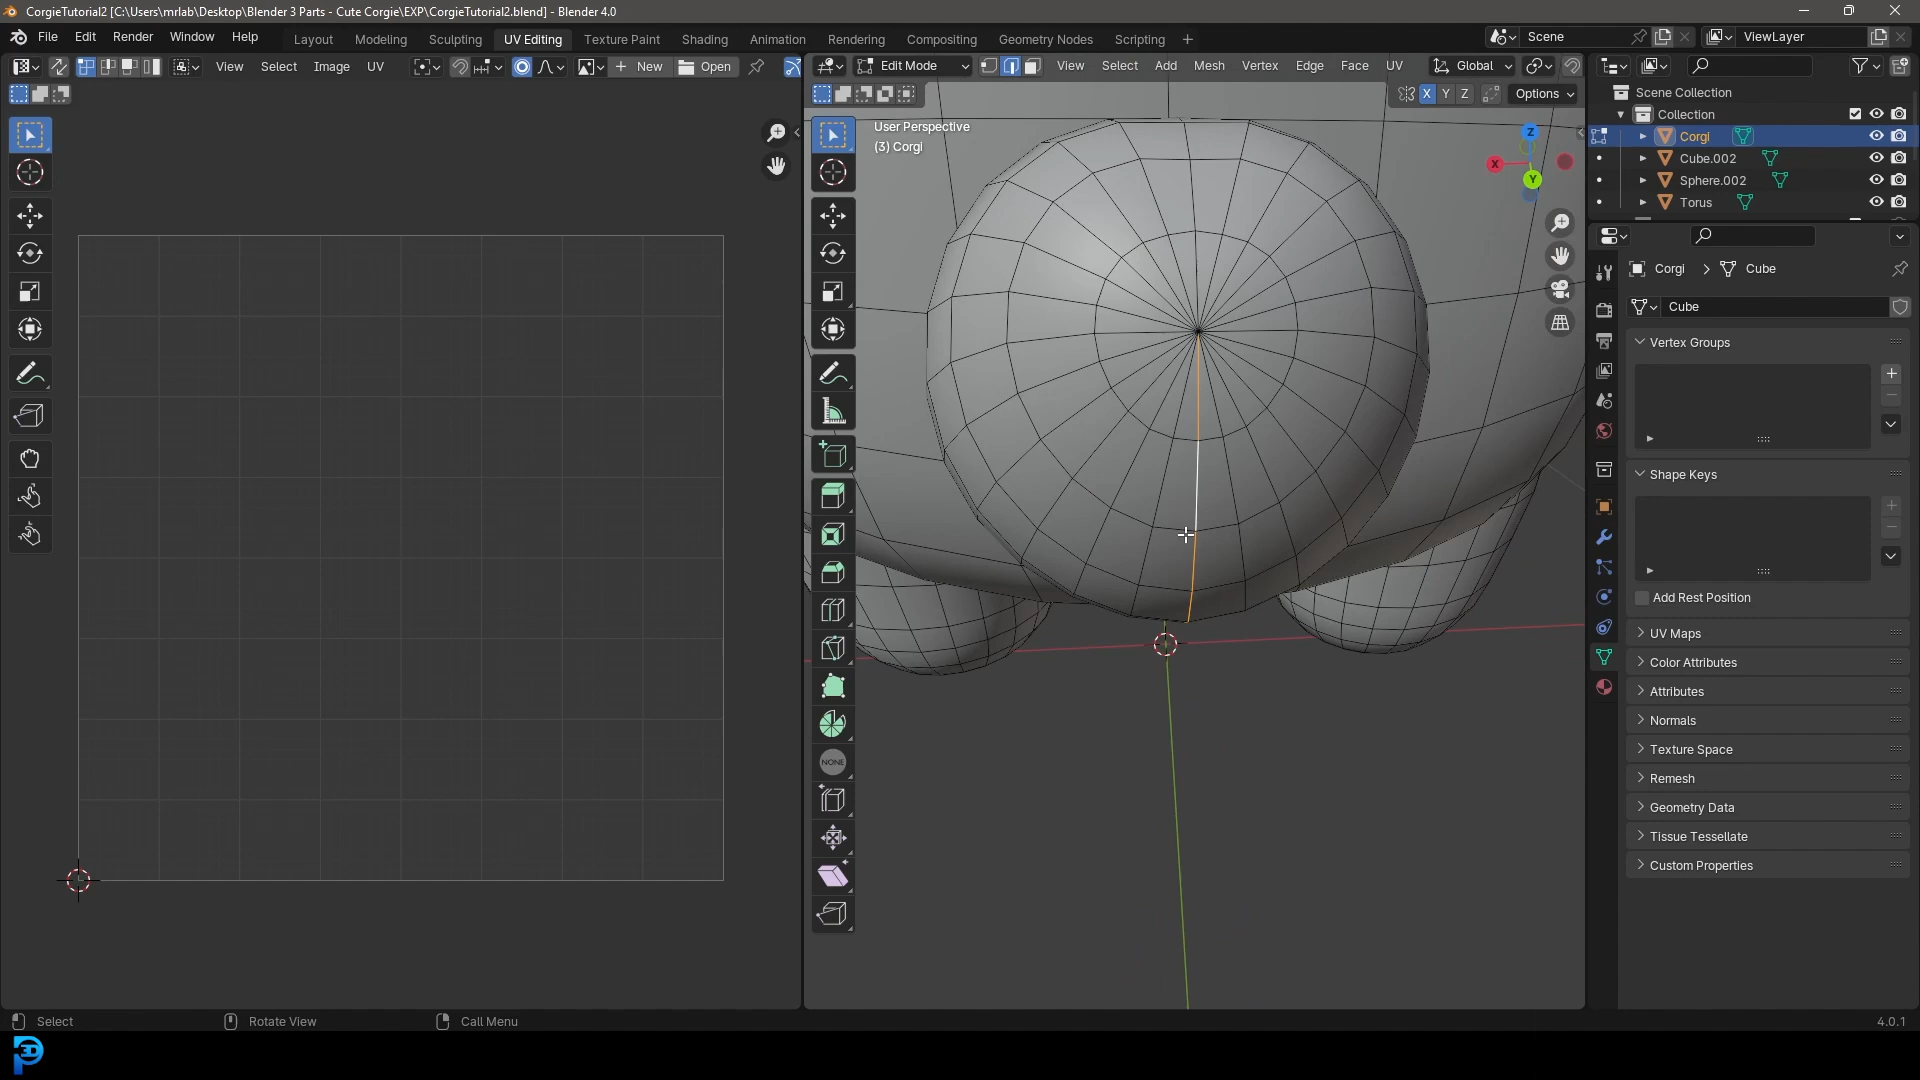 CorgieTutorial2 [C:\Users\mrlab\Desktop\Blender 3 Parts - Cute Corgie\EXP\CorgieTutorial2.blend] - Blender 4.0
File Edit Render Window Help Layout Modeling Sculpting UV Editing Texture Paint Shading Animation Rendering Compositing Geometry Nodes Scripting + Scene ViewLayer
View Select Image UV New Open Edit Mode View Select Add Mesh Vertex Edge Face UV Global
X Y Z Options
Scene Collection
Collection
Corgi
Cube.002
Sphere.002
Torus
User Perspective
(3) Corgi
Z
X
Y
Corgi Cube
Cube
Vertex Groups
Shape Keys
Add Rest Position
UV Maps
Color Attributes
Attributes
Normals
Texture Space
Remesh
Geometry Data
Tissue Tessellate
Custom Properties
NONE
Select Rotate View Call Menu 4.0.1
P3D